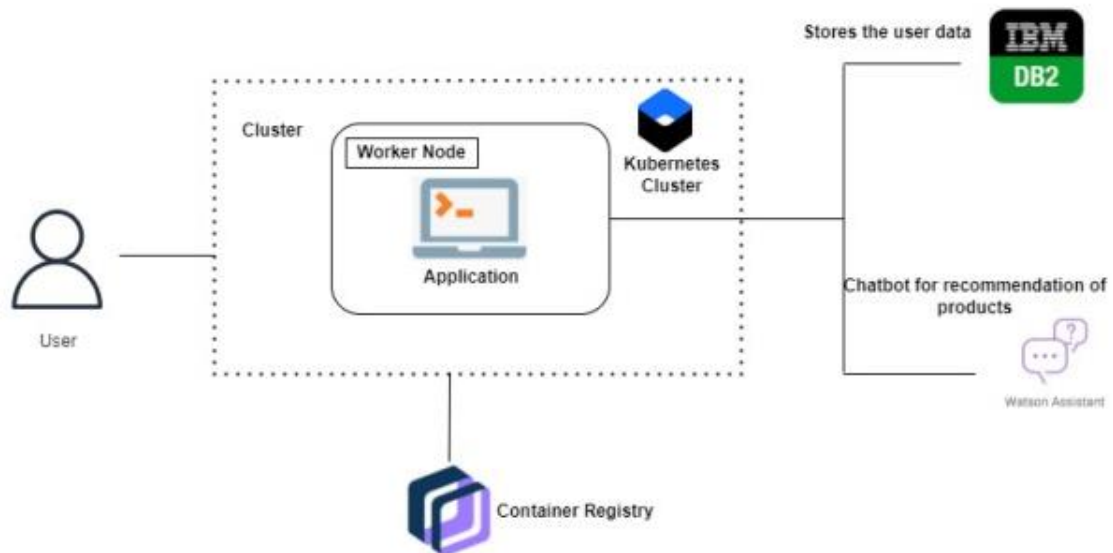 Stores the user data
IBM
DB2
Cluster
Worker Node
Kubernetes
Cluster
Application
User
Chatbot for recommendation of
products
Watson Assistant
Container Registry